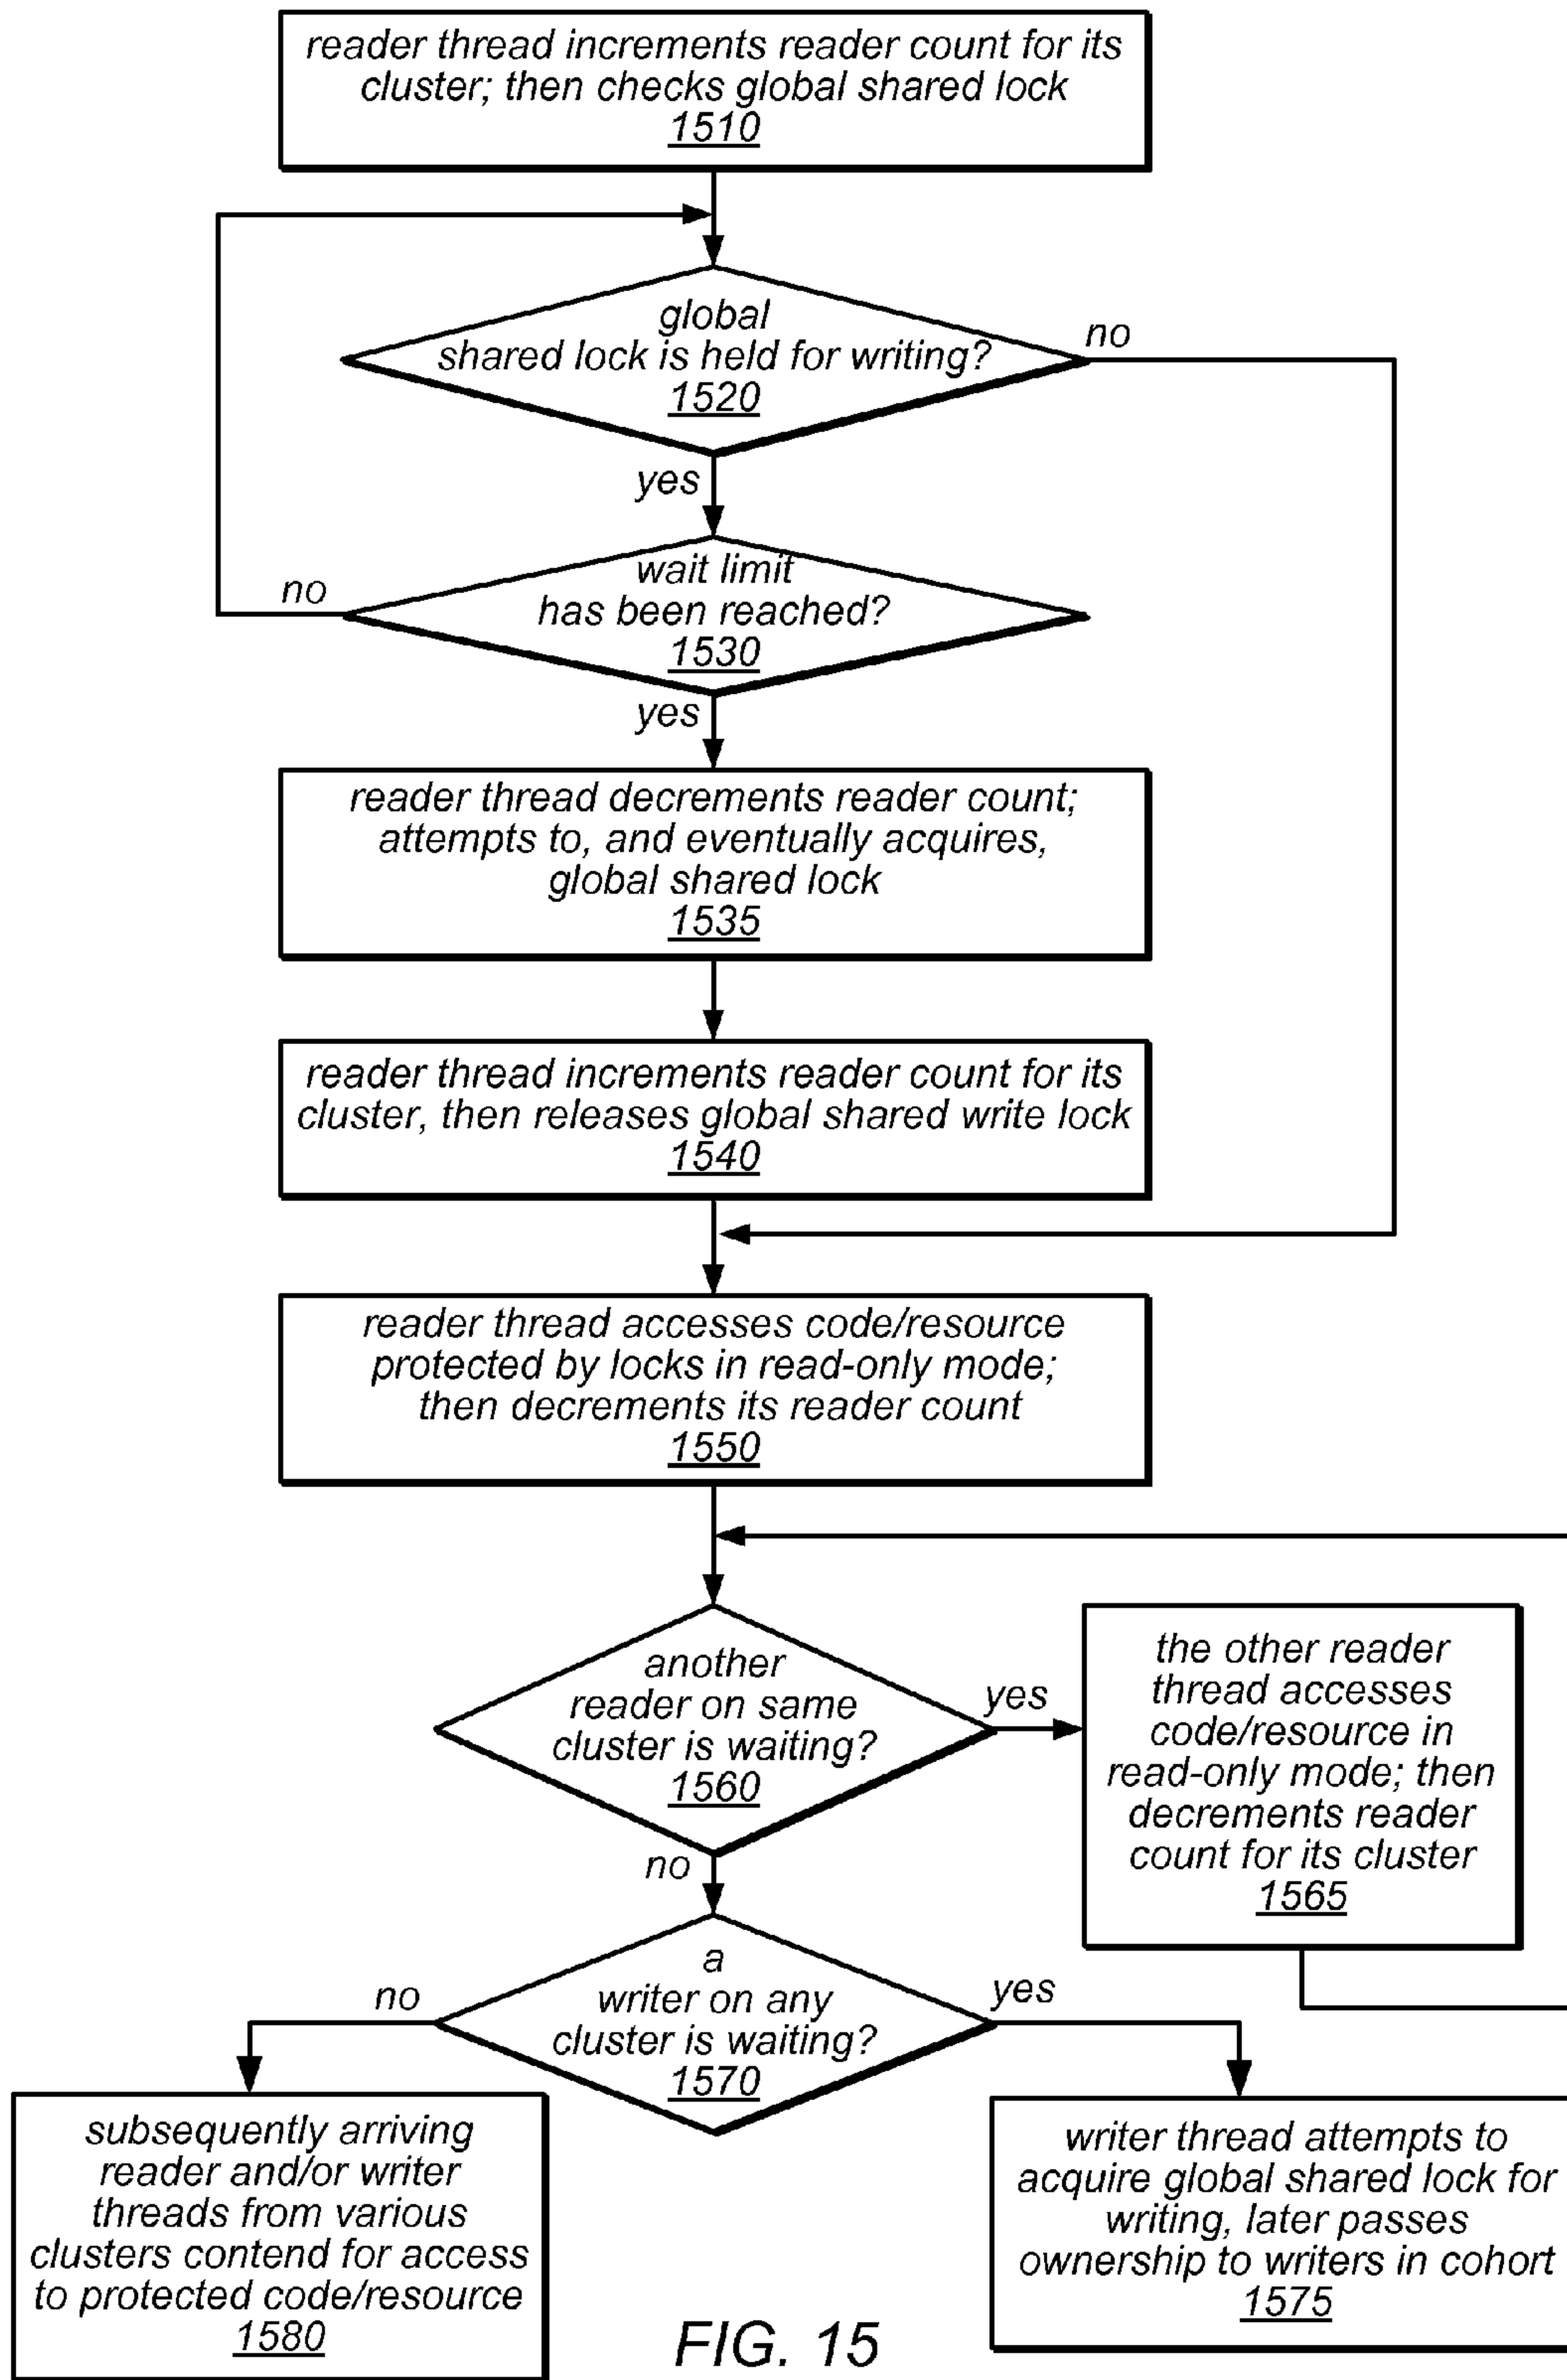 reader thread increments reader count for its
cluster; then checks global shared lock
1510
global
shared lock is held for writing?
1520
no
yes
wait limit
has been reached?
1530
no
yes
reader thread decrements reader count;
attempts to, and eventually acquires,
global shared lock
1535
reader thread increments reader count for its
cluster, then releases global shared write lock
1540
reader thread accesses code/resource
protected by locks in read-only mode;
then decrements its reader count
1550
another
reader on same
cluster is waiting?
1560
yes
no
the other reader
thread accesses
code/resource in
read-only mode; then
decrements reader
count for its cluster
1565
a
writer on any
cluster is waiting?
1570
no
yes
subsequently arriving
reader and/or writer
threads from various
clusters contend for access
to protected code/resource
1580
writer thread attempts to
acquire global shared lock for
writing, later passes
ownership to writers in cohort
1575
FIG. 15